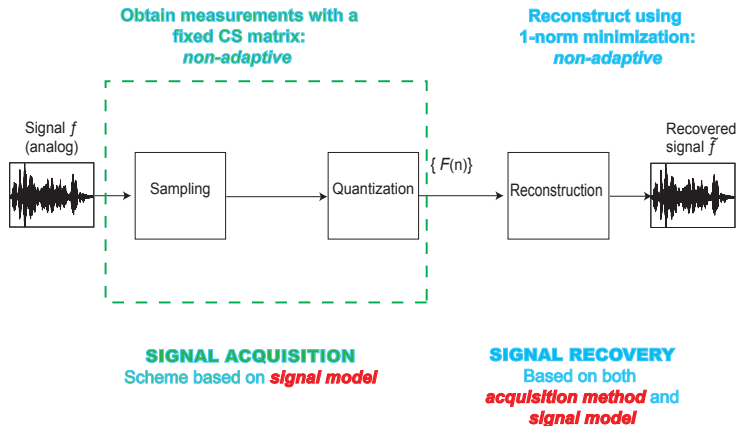 Obtain measurements with a
fixed CS matrix:
non-adaptive
Reconstruct using
1-norm minimization:
non-adaptive
Signal ƒ
(analog)
Sampling
Quantization
{ F(n)}
Reconstruction
Recovered
signal f̃
SIGNAL ACQUISITION
Scheme based on signal model
SIGNAL RECOVERY
Based on both
acquisition method and
signal model